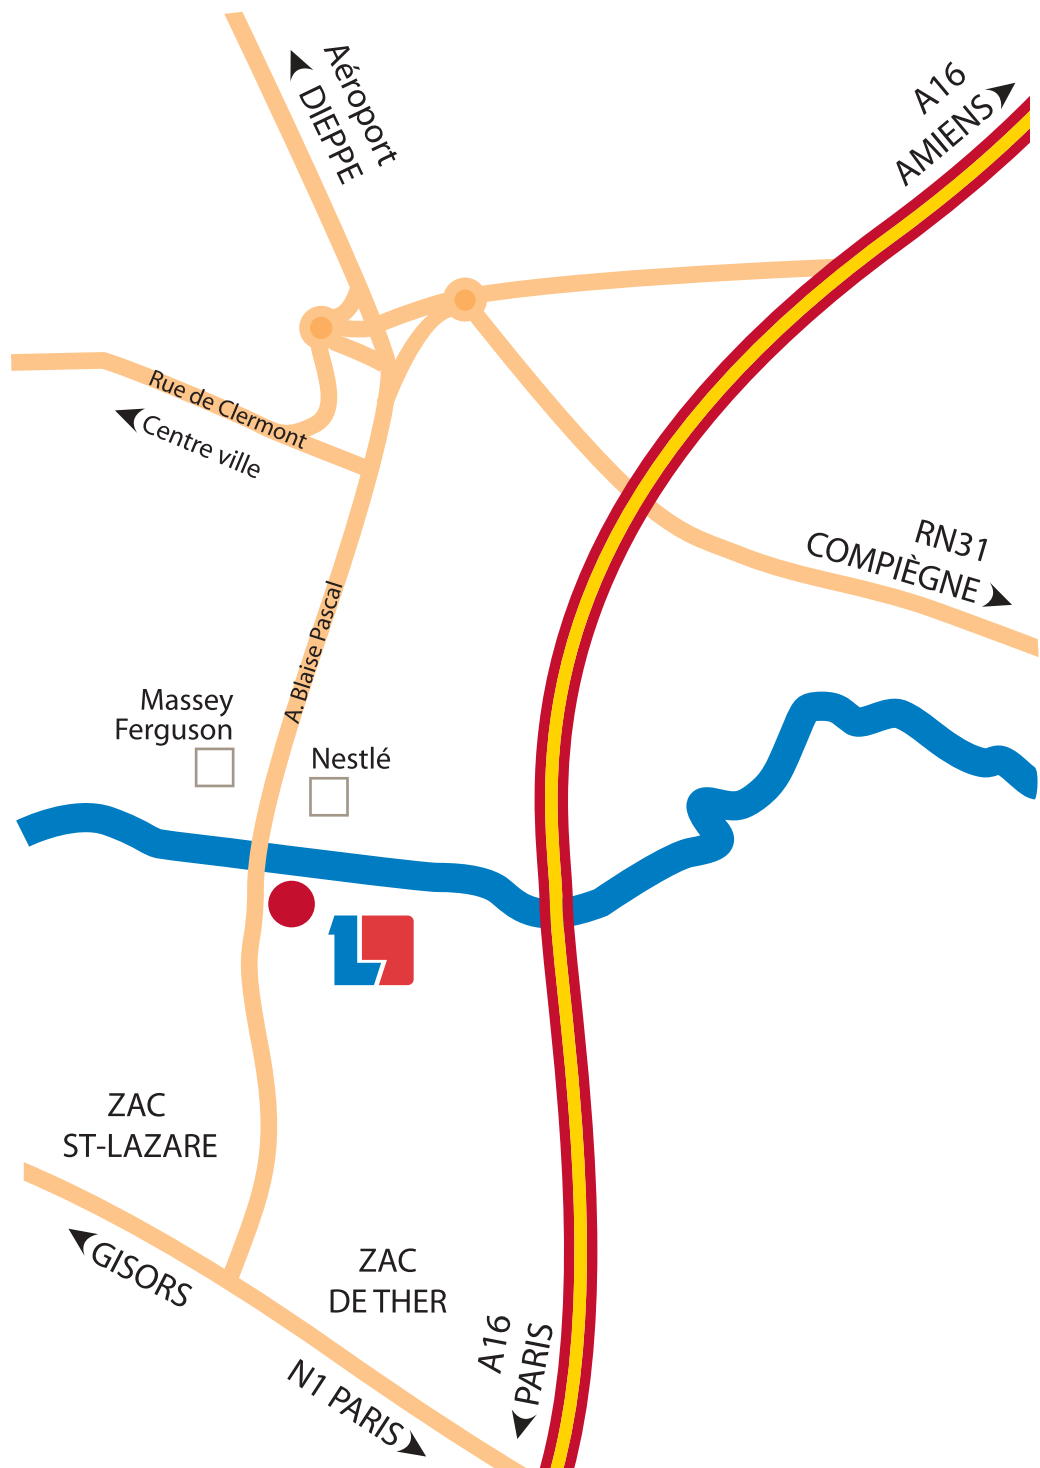 Aéroport
DIEPPE
A16
AMIENS
Rue de Clermont
Centre ville
RN31
COMPIÈGNE
A. Blaise Pascal
Massey
Ferguson
Nestlé
ZAC
ST-LAZARE
GISORS
ZAC
DE THER
A16
PARIS
N1 PARIS